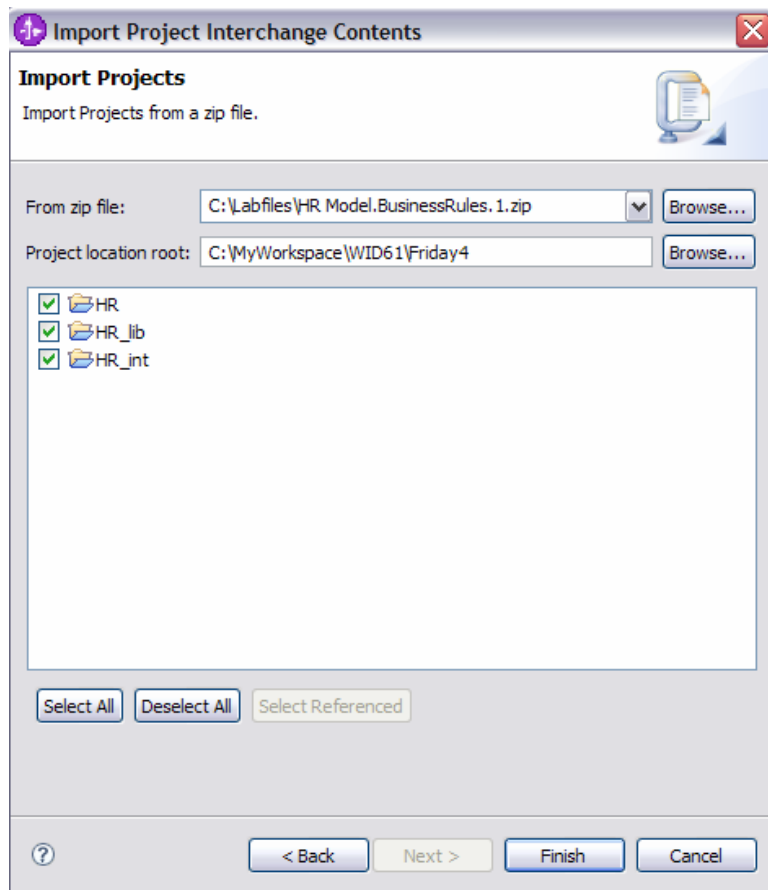 Import Project Interchange Contents
Import Projects
Import Projects from a zip file.
From zip file: C:\Labfiles\HR Model.BusinessRules.1.zip Browse...
Project location root: C:\MyWorkspace\WID61\Friday4 Browse...
HR
HR_lib
HR_int
Select All Deselect All Select Referenced
? < Back Next > Finish Cancel